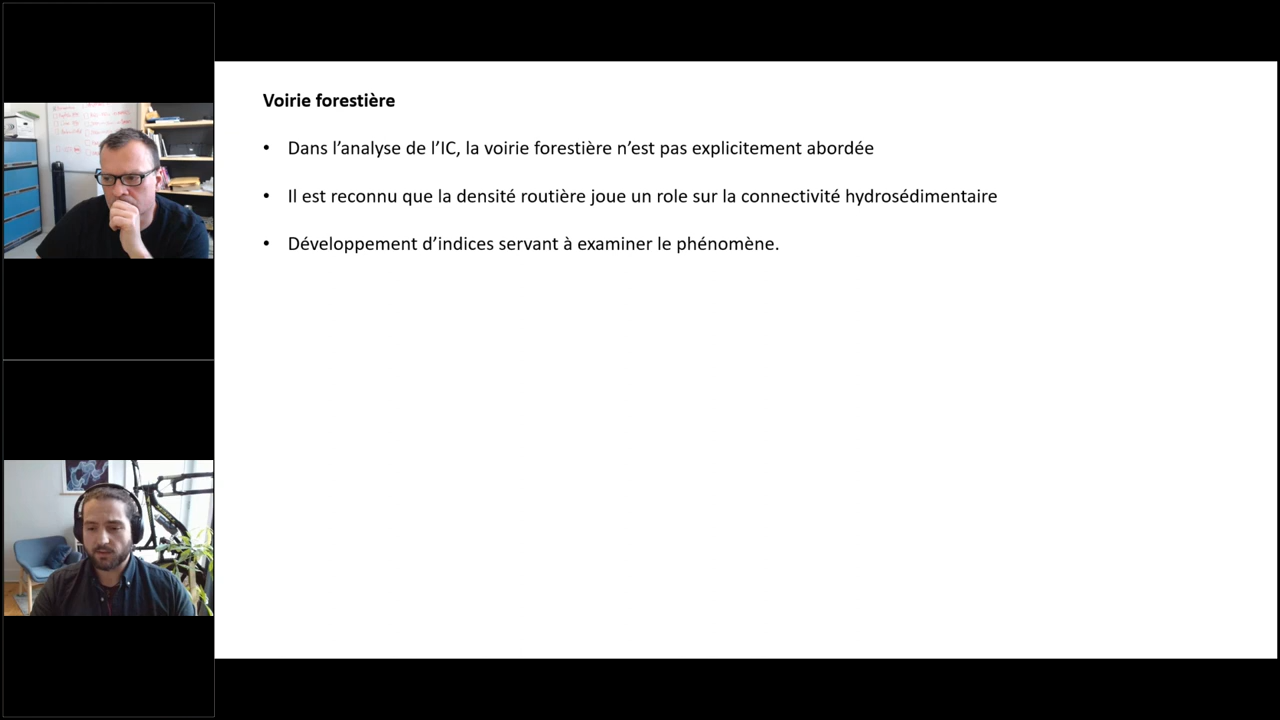 Voirie forestière
• Dans l’analyse de l’IC, la voirie forestière n’est pas explicitement abordée
• Il est reconnu que la densité routière joue un role sur la connectivité hydrosédimentaire
• Développement d’indices servant à examiner le phénomène.